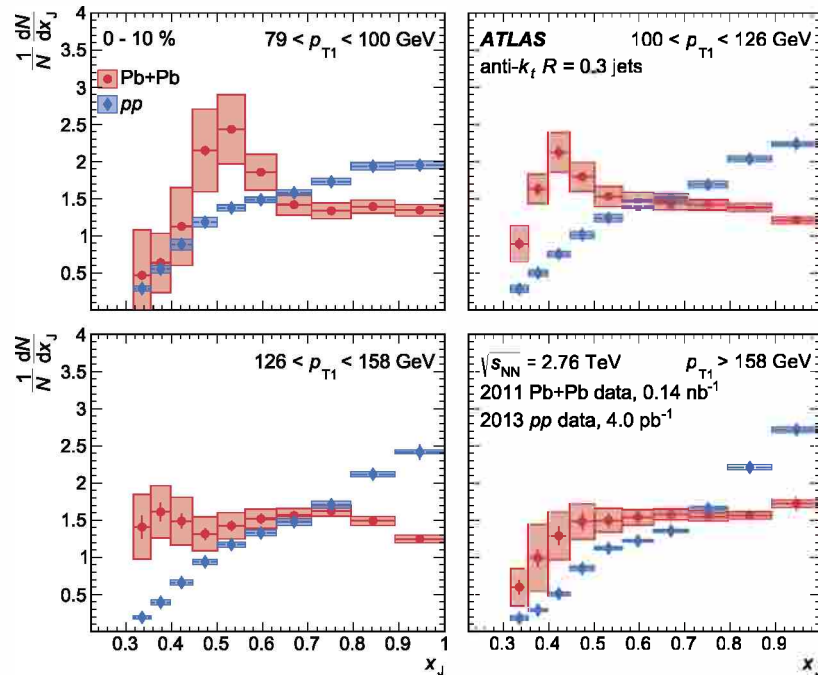 1/N dN/dx_J
4
3.5
3
2.5
2
1.5
1
0.5
0 - 10 %
79 < p_T1 < 100 GeV
Pb+Pb
pp
ATLAS
100 < p_T1 < 126 GeV
anti-k_t R = 0.3 jets
1/N dN/dx_J
4
3.5
3
2.5
2
1.5
1
0.5
126 < p_T1 < 158 GeV
√s_NN = 2.76 TeV
p_T1 > 158 GeV
2011 Pb+Pb data, 0.14 nb⁻¹
2013 pp data, 4.0 pb⁻¹
0.3 0.4 0.5 0.6 0.7 0.8 0.9 1
0.3 0.4 0.5 0.6 0.7 0.8 0.9
x_J
x